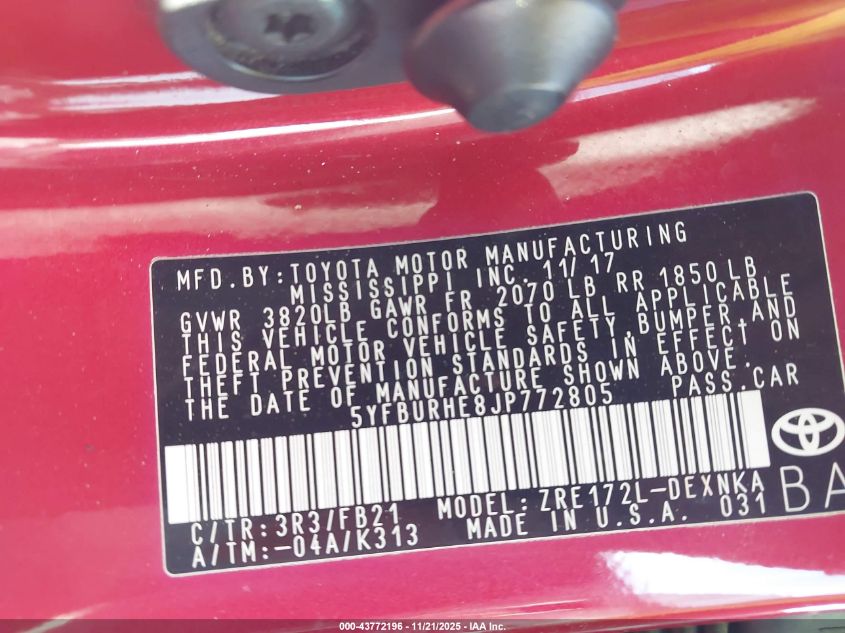 MFD.BY:TOYOTA MOTOR MANUFACTURING
MISSISSIPPI INC. 11/17
GVWR 3820LB GAWR FR 2070 LB RR 1850 LB
THIS VEHICLE CONFORMS TO ALL APPLICABLE
FEDERAL MOTOR VEHICLE SAFETY,BUMPER,AND
THEFT PREVENTION STANDARDS IN EFFECT ON
THE DATE OF MANUFACTURE SHOWN ABOVE.
5YFBURHE8JP772805 PASS.CAR
C/TR:3R3/FB21 MODEL:ZRE172L-DEXNKA
A/TM:-04A/K313 MADE IN U.S.A. 031
BA
000-43772196 - 11/21/2025 - IAA Inc.